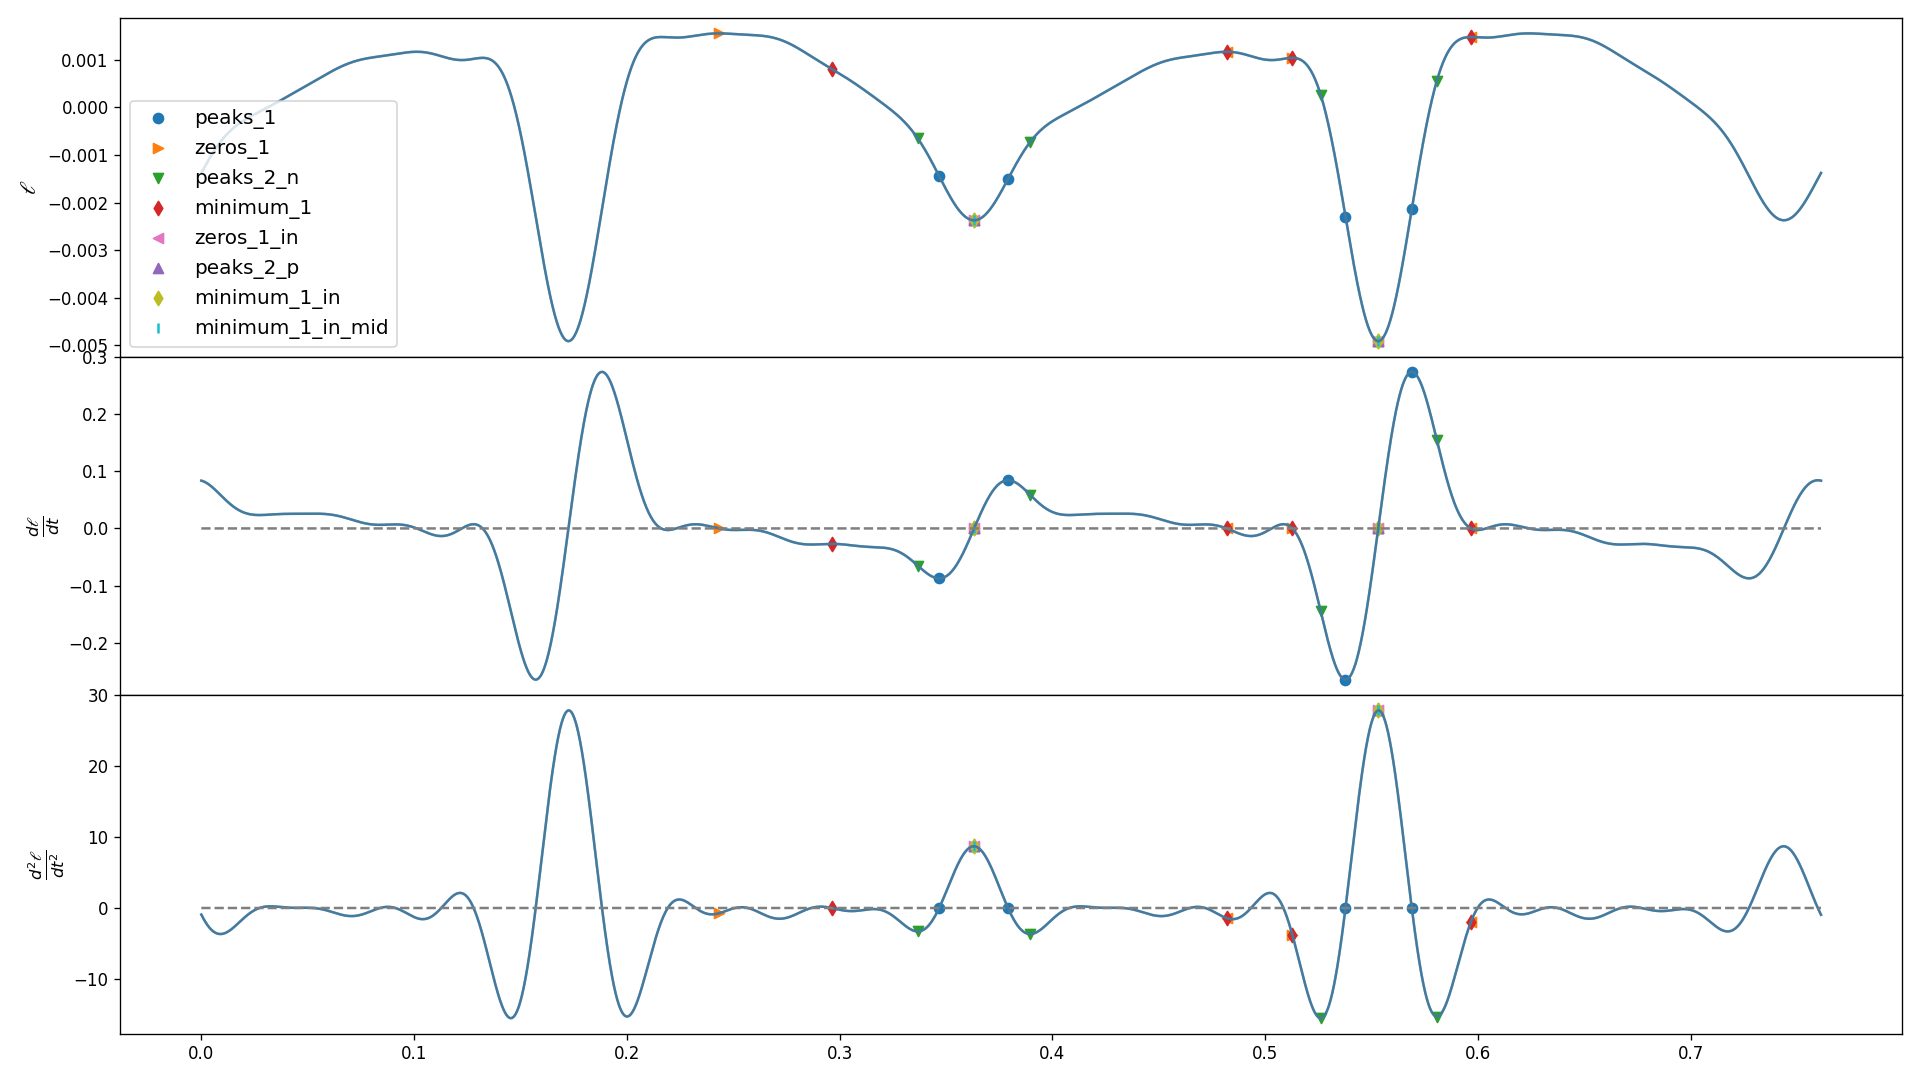 0.001
0.000
−0.001
−0.002
−0.003
−0.004
−0.005
ℓ
peaks_1
zeros_1
peaks_2_n
minimum_1
zeros_1_in
peaks_2_p
minimum_1_in
minimum_1_in_mid
0.3
0.2
0.1
0.0
−0.1
−0.2
dℓ
dt
30
20
10
0
−10
d²ℓ
dt²
0.0 0.1 0.2 0.3 0.4 0.5 0.6 0.7